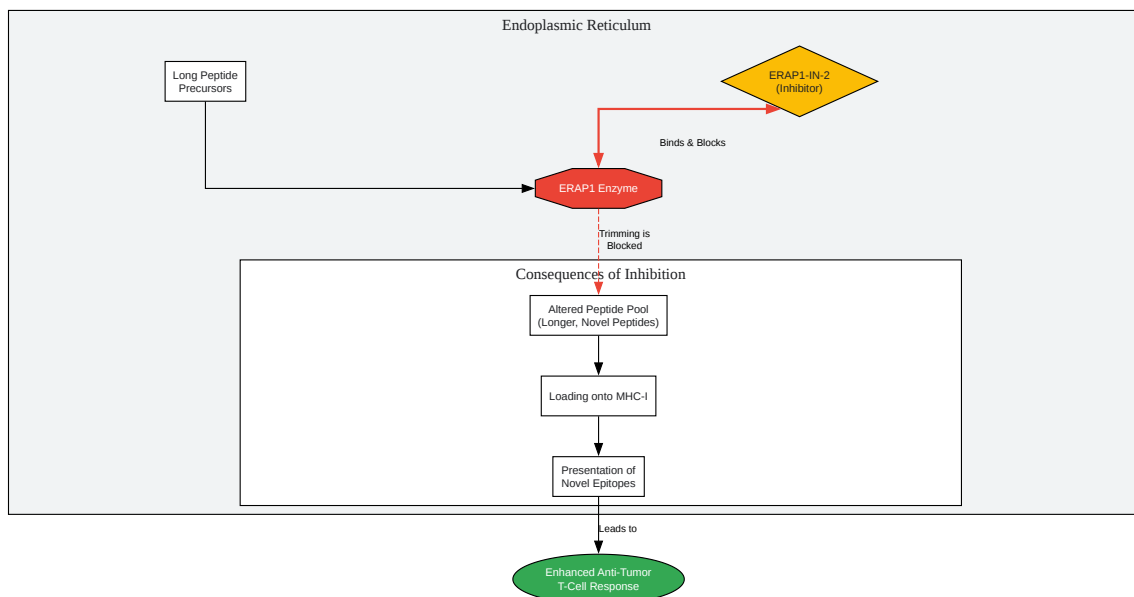 Endoplasmic Reticulum
Long Peptide
Precursors
ERAP1-IN-2
(Inhibitor)
Binds & Blocks
ERAP1 Enzyme
Trimming is
Blocked
Consequences of Inhibition
Altered Peptide Pool
(Longer, Novel Peptides)
Loading onto MHC-I
Presentation of
Novel Epitopes
Leads to
Enhanced Anti-Tumor
T-Cell Response